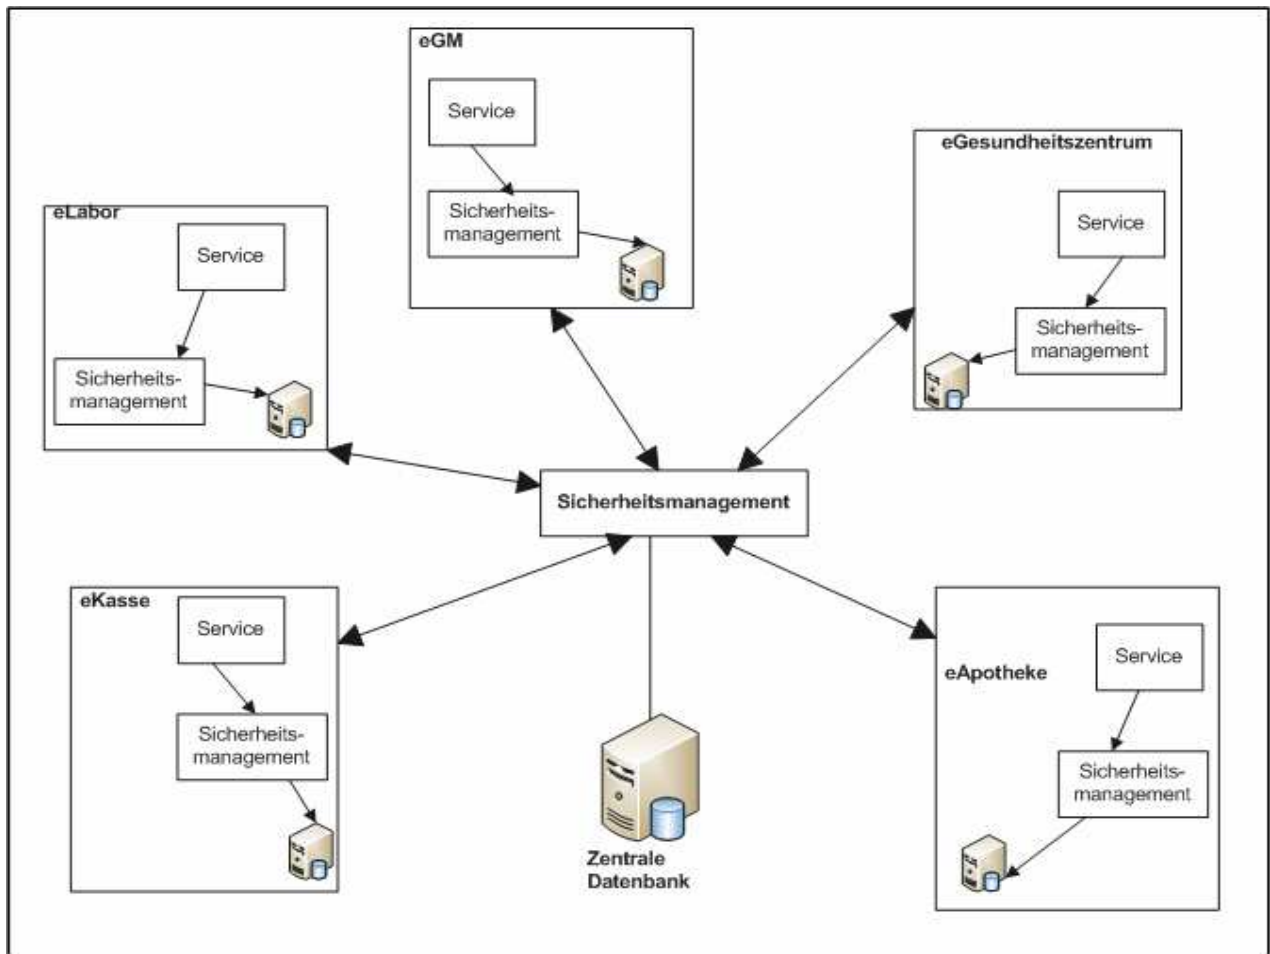 eGM
Service
Sicherheits-
management
eGesundheitszentrum
Service
Sicherheits-
management
eLabor
Service
Sicherheits-
management
Sicherheitsmanagement
eKasse
Service
Sicherheits-
management
eApotheke
Service
Sicherheits-
management
Zentrale
Datenbank